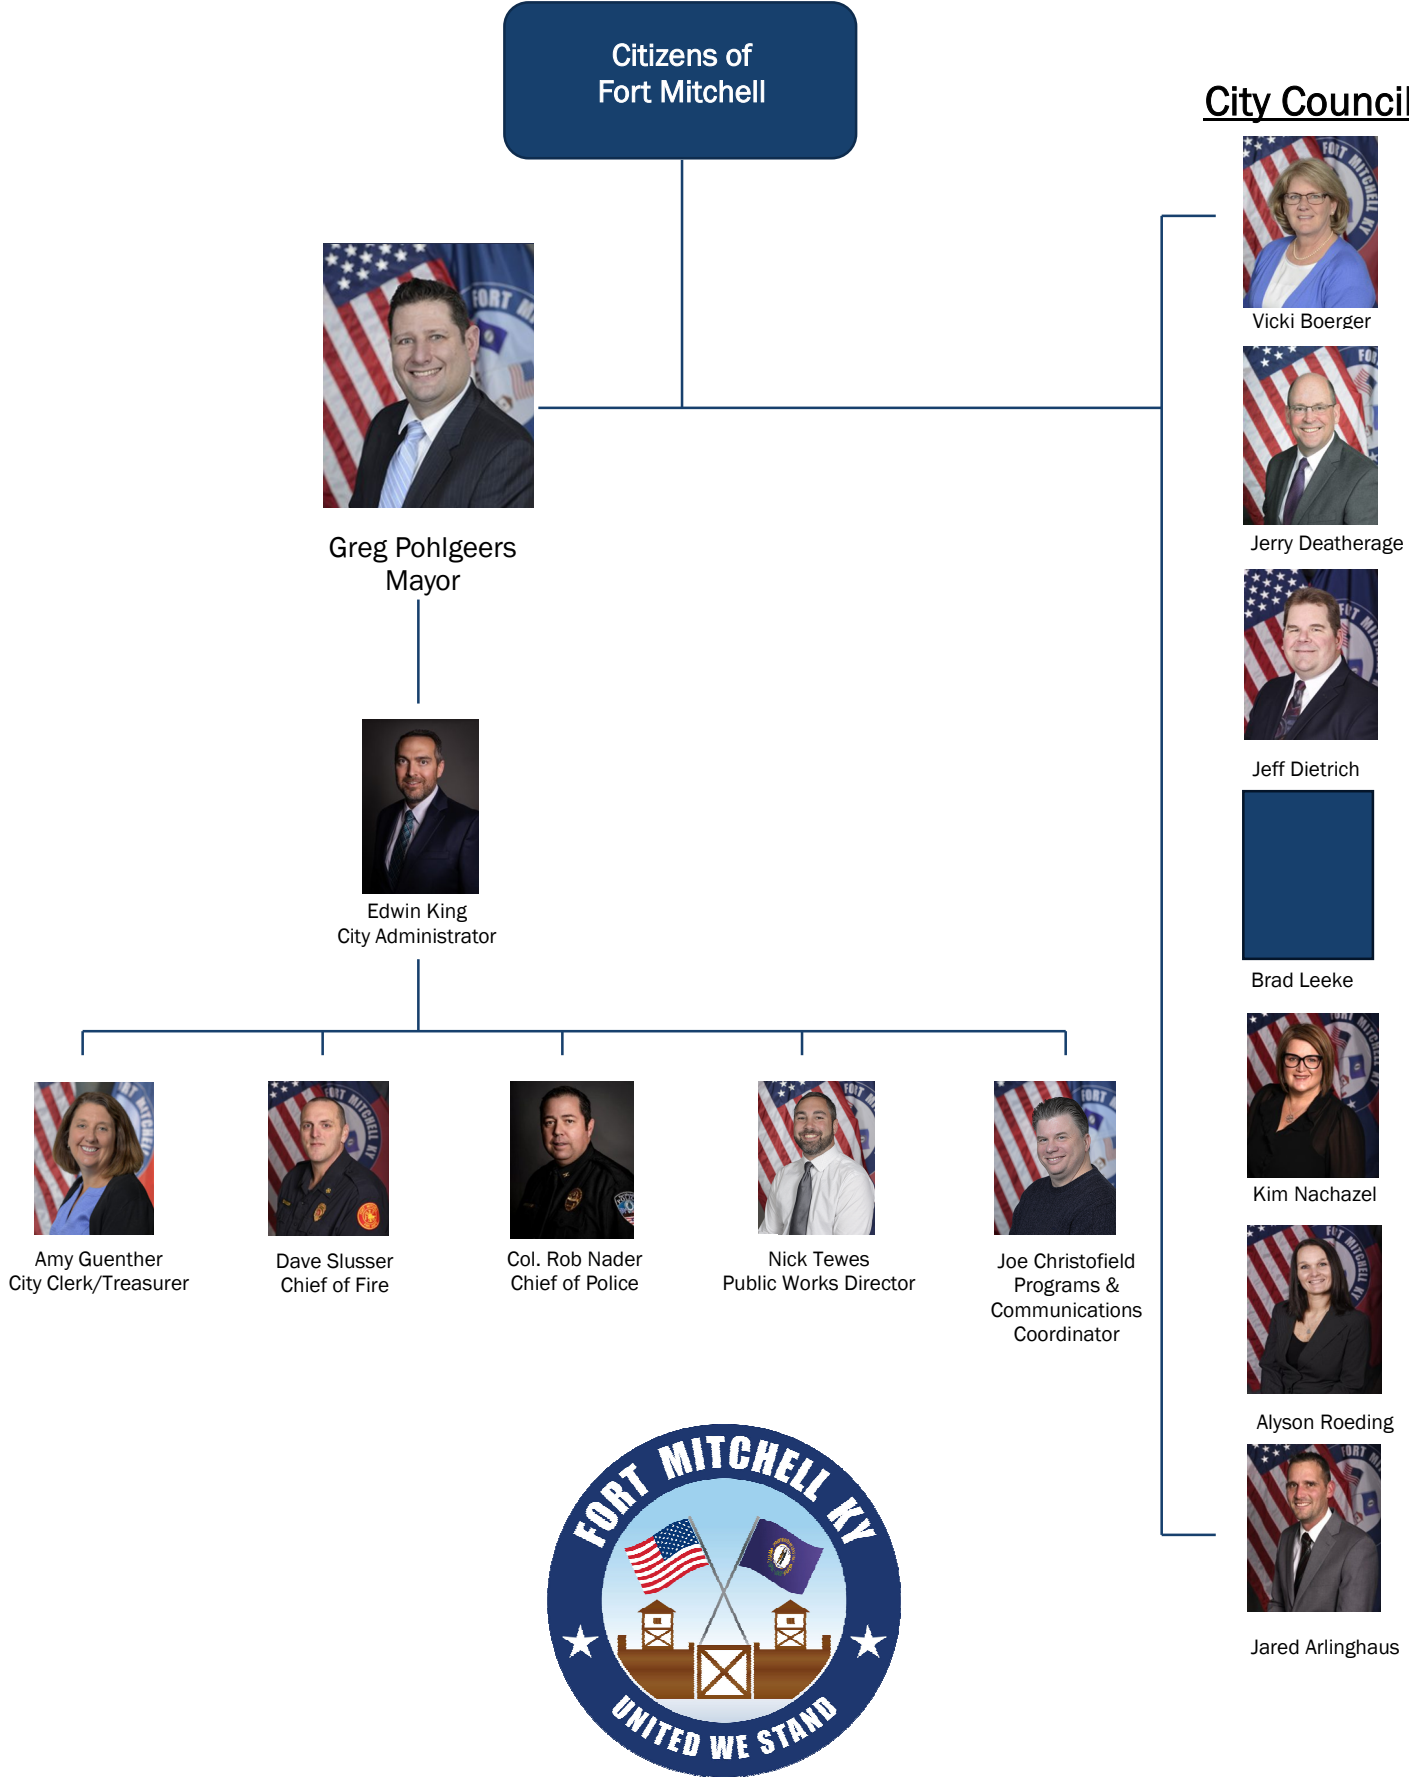 Citizens of
Fort Mitchell
City Council
Vicki Boerger
Jerry Deatherage
Jeff Dietrich
Brad Leeke
Kim Nachazel
Alyson Roeding
Jared Arlinghaus
Greg Pohlgeers
Mayor
Edwin King
City Administrator
Amy Guenther
City Clerk/Treasurer
Dave Slusser
Chief of Fire
Col. Rob Nader
Chief of Police
Nick Tewes
Public Works Director
Joe Christofield
Programs &
Communications
Coordinator
FORT MITCHELL KY
UNITED WE STAND